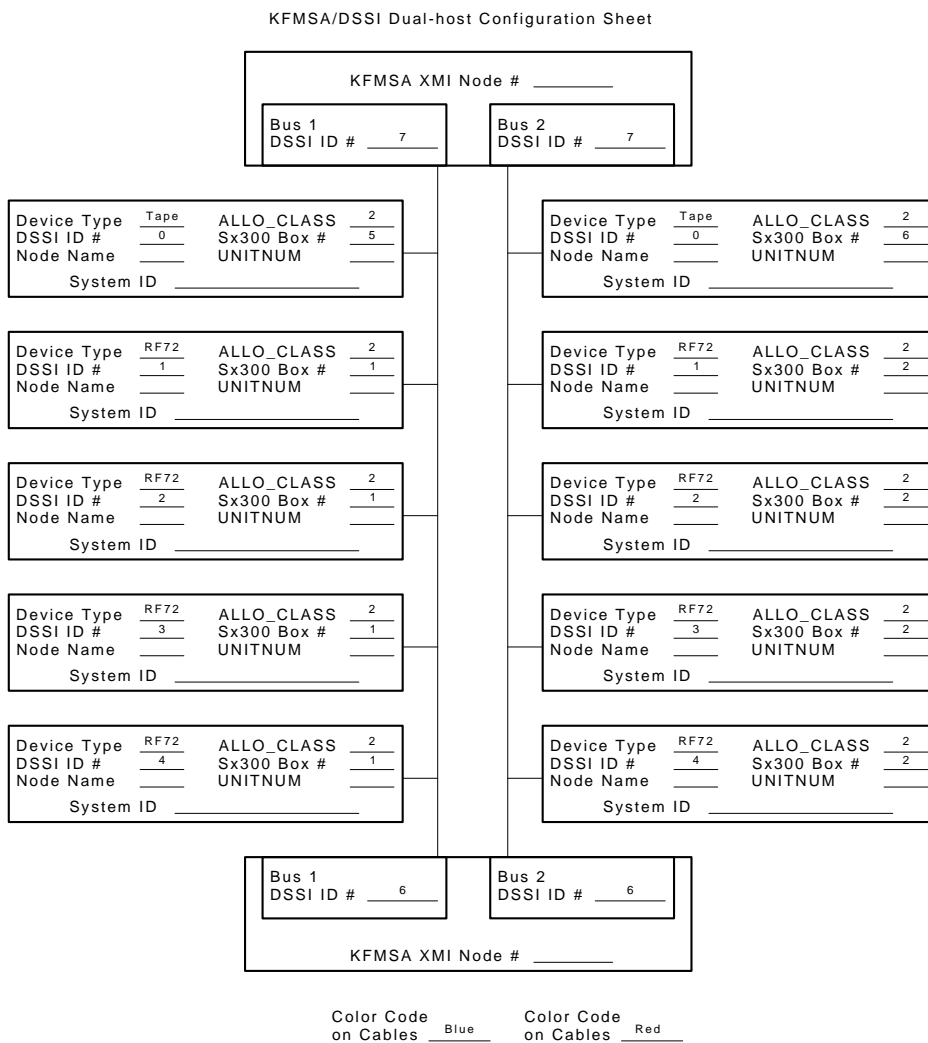 KFMSA/DSSI Dual-host Configuration Sheet
KFMSA XMI Node #
Bus 1
DSSI ID # 7
Bus 2
DSSI ID # 7
Device Type Tape ALLO_CLASS 2
DSSI ID # 0 Sx300 Box # 5
Node Name UNITNUM
System ID
Device Type Tape ALLO_CLASS 2
DSSI ID # 0 Sx300 Box # 6
Node Name UNITNUM
System ID
Device Type RF72 ALLO_CLASS 2
DSSI ID # 1 Sx300 Box # 1
Node Name UNITNUM
System ID
Device Type RF72 ALLO_CLASS 2
DSSI ID # 1 Sx300 Box # 2
Node Name UNITNUM
System ID
Device Type RF72 ALLO_CLASS 2
DSSI ID # 2 Sx300 Box # 1
Node Name UNITNUM
System ID
Device Type RF72 ALLO_CLASS 2
DSSI ID # 2 Sx300 Box # 2
Node Name UNITNUM
System ID
Device Type RF72 ALLO_CLASS 2
DSSI ID # 3 Sx300 Box # 1
Node Name UNITNUM
System ID
Device Type RF72 ALLO_CLASS 2
DSSI ID # 3 Sx300 Box # 2
Node Name UNITNUM
System ID
Device Type RF72 ALLO_CLASS 2
DSSI ID # 4 Sx300 Box # 1
Node Name UNITNUM
System ID
Device Type RF72 ALLO_CLASS 2
DSSI ID # 4 Sx300 Box # 2
Node Name UNITNUM
System ID
Bus 1
DSSI ID # 6
Bus 2
DSSI ID # 6
KFMSA XMI Node #
Color Code
on Cables Blue
Color Code
on Cables Red